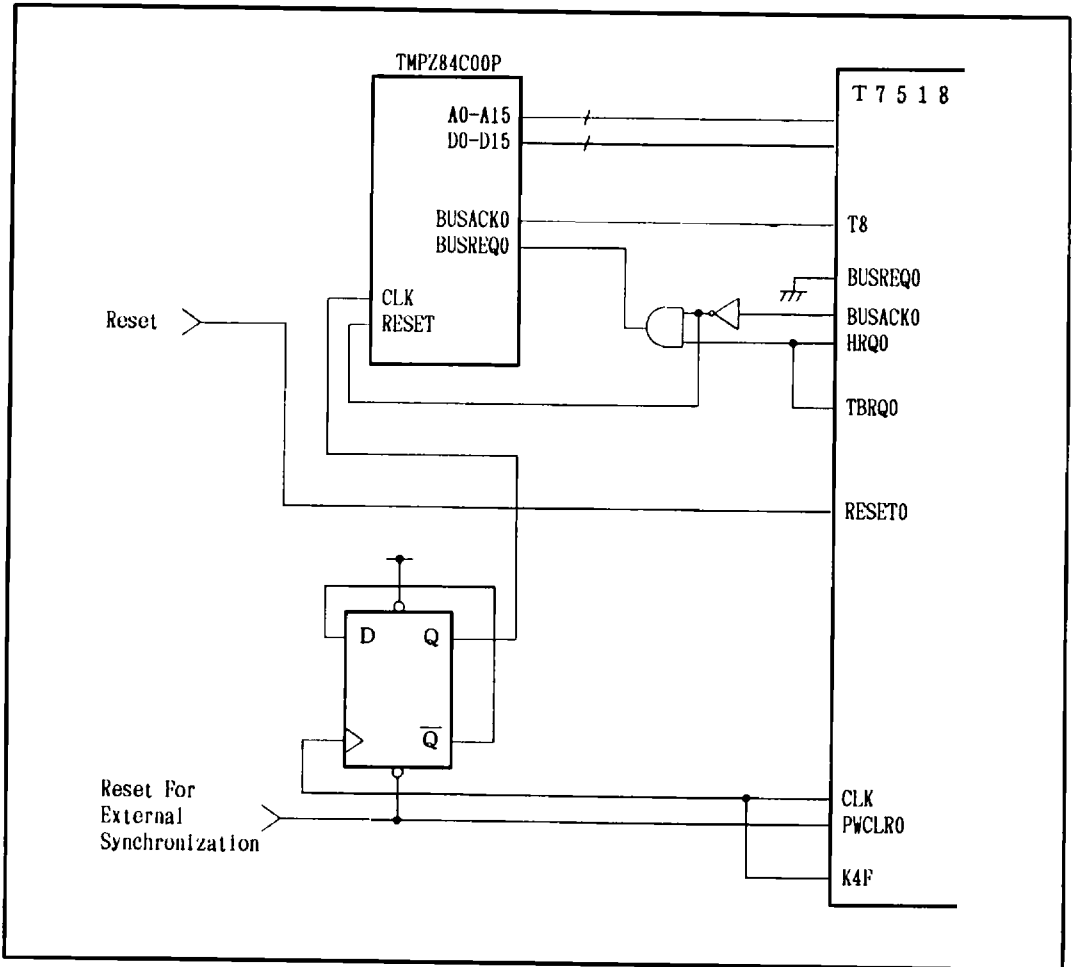 TMPZ84C00P
T7518
A0-A15
D0-D15
BUSACK0
T8
BUSREQ0
BUSREQ0
CLK
BUSACK0
Reset
RESET
HRQ0
TBRQ0
RESET0
D
Q
Q
Reset For
External
Synchronization
CLK
PWCLR0
K4F